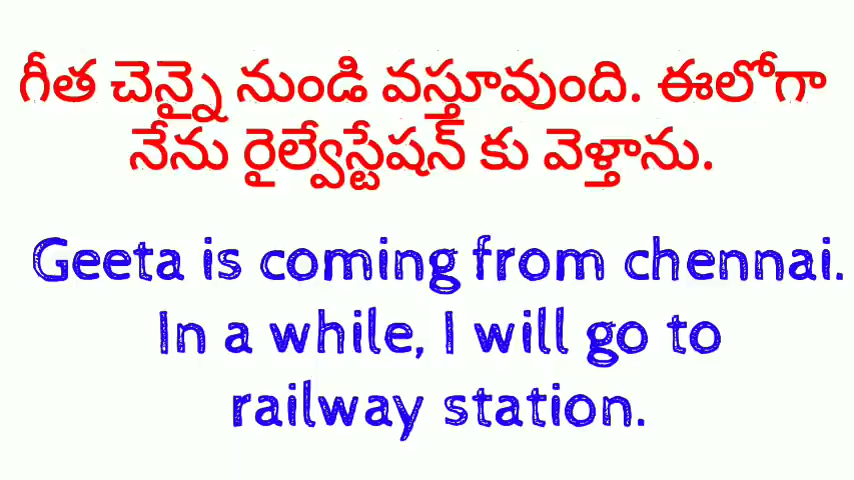 గీత చెన్నై నుండి వస్తూవుంది. ఈలోగా
నేను రైల్వేస్టేషన్ కు వెళ్తాను.
Geeta is coming from chennai.
In a while, I will go to
railway station.